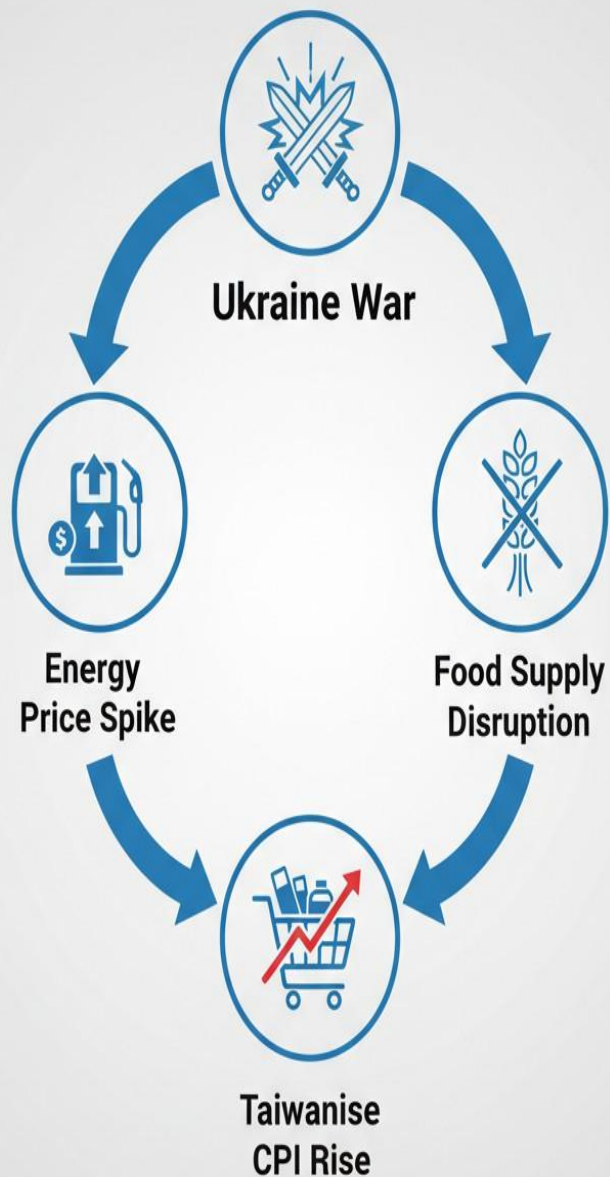 Ukraine War
$
Energy
Price Spike
Food Supply
Disruption
Taiwanise
CPI Rise